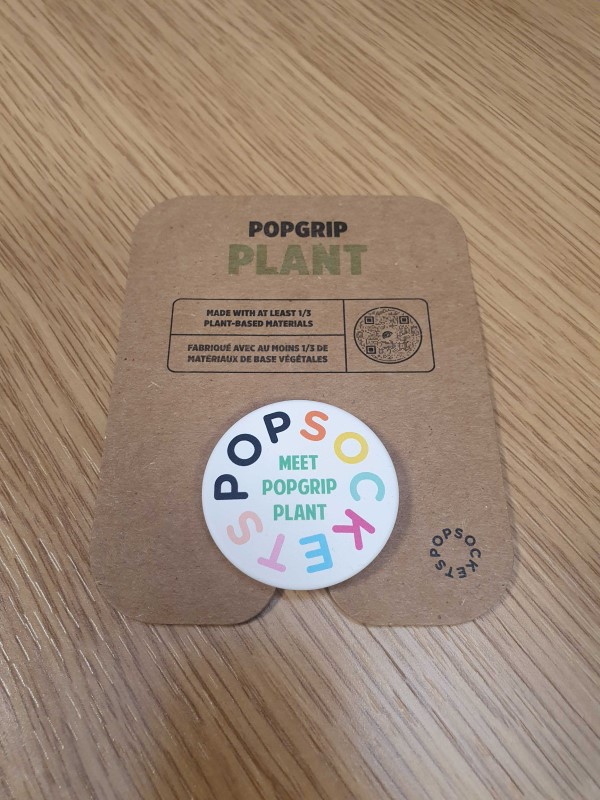 POPGRIP
PLANT
MADE WITH AT LEAST 1/3
PLANT-BASED MATERIALS
FABRIQUÉ AVEC AU MOINS 1/3 DE
MATÉRIAUX DE BASE VÉGÉTALES
POPSOCKETS
MEET
POPGRIP
PLANT
POPSOCKETS